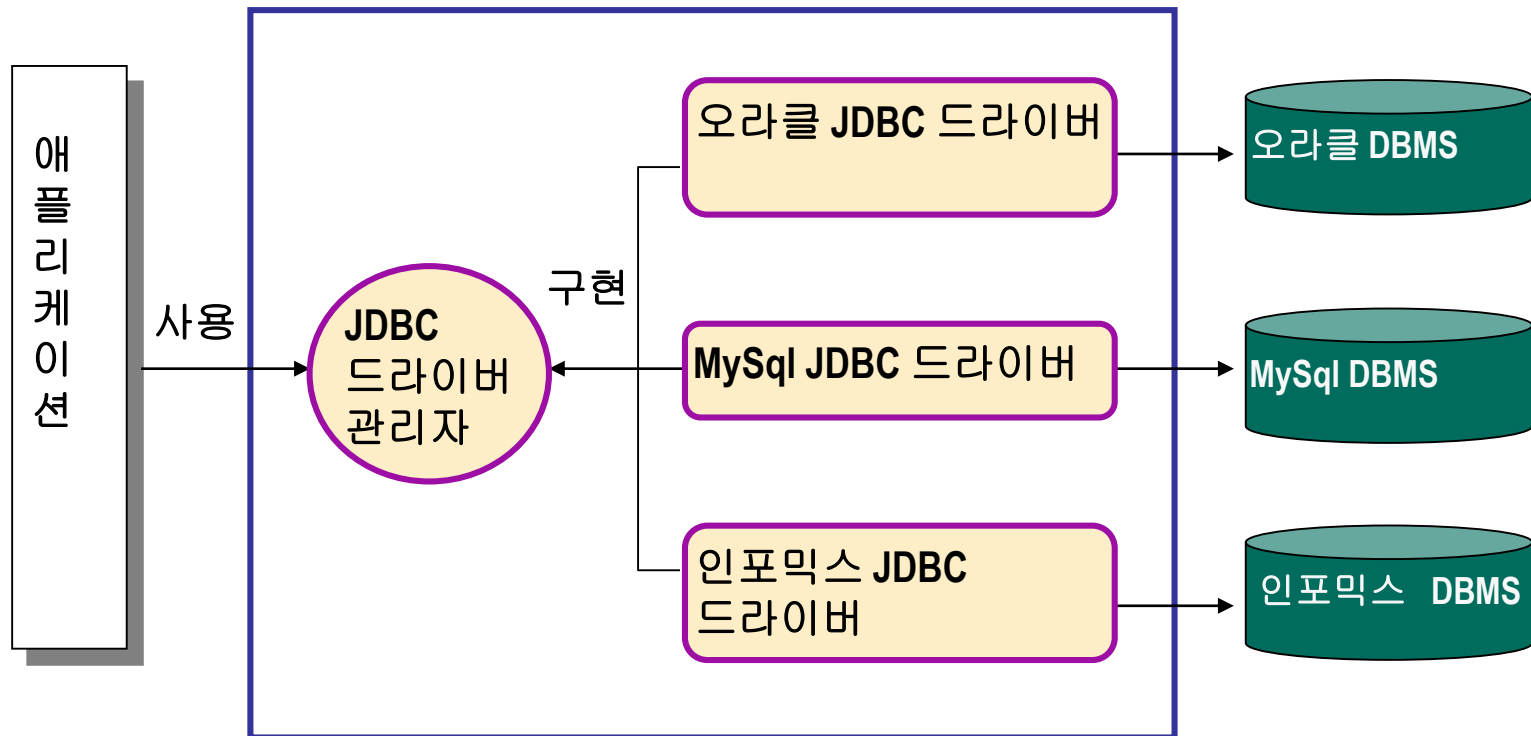 애
플
리
케
이
션
사용
JDBC
드라이버
관리자
구현
오라클 JDBC 드라이버
MySql JDBC 드라이버
인포믹스 JDBC
드라이버
오라클 DBMS
MySql DBMS
인포믹스 DBMS